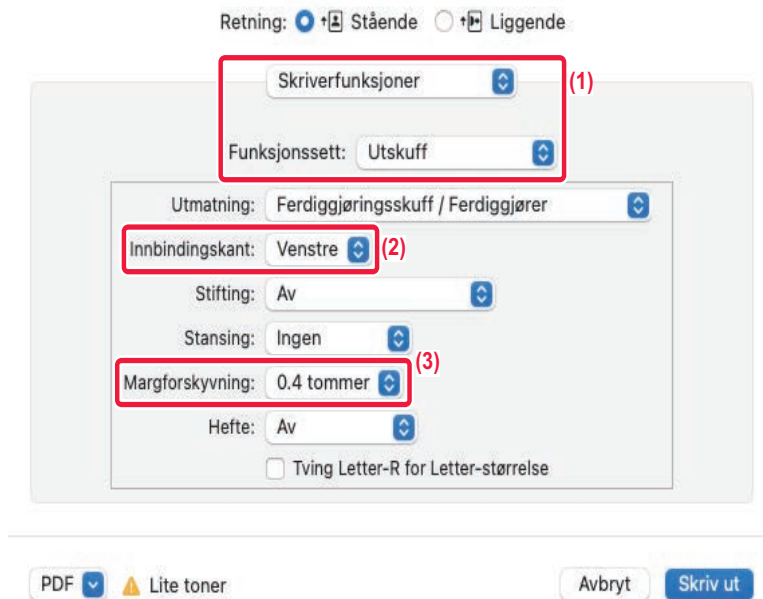 Retning: Stående Liggende
Skriverfunksjoner (1)
Funksjonssett: Utskuff
Utmatning: Ferdiggjøringsskuff / Ferdiggjører
Innbindingskant: Venstre (2)
Stifting: Av
Stansing: Ingen
(3)
Margforskyvning: 0.4 tommer
Hefte: Av
Tving Letter-R for Letter-størrelse
PDF Lite toner Avbryt Skriv ut